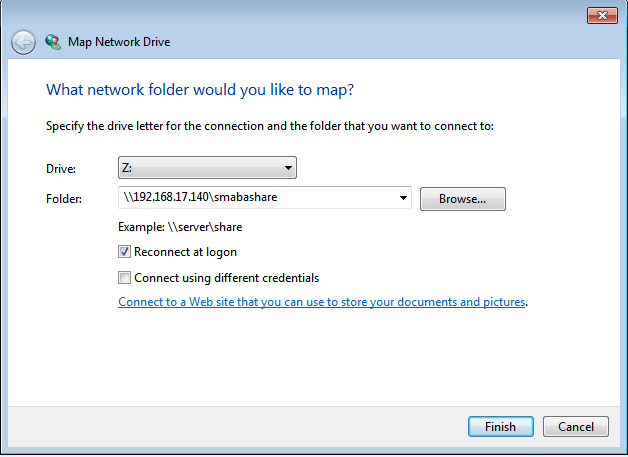 Map Network Drive
What network folder would you like to map?
Specify the drive letter for the connection and the folder that you want to connect to:
Drive: Z:
Folder: \\192.168.17.140\smabashare Browse...
Example: \\server\share
Reconnect at logon
Connect using different credentials
Connect to a Web site that you can use to store your documents and pictures.
Finish Cancel